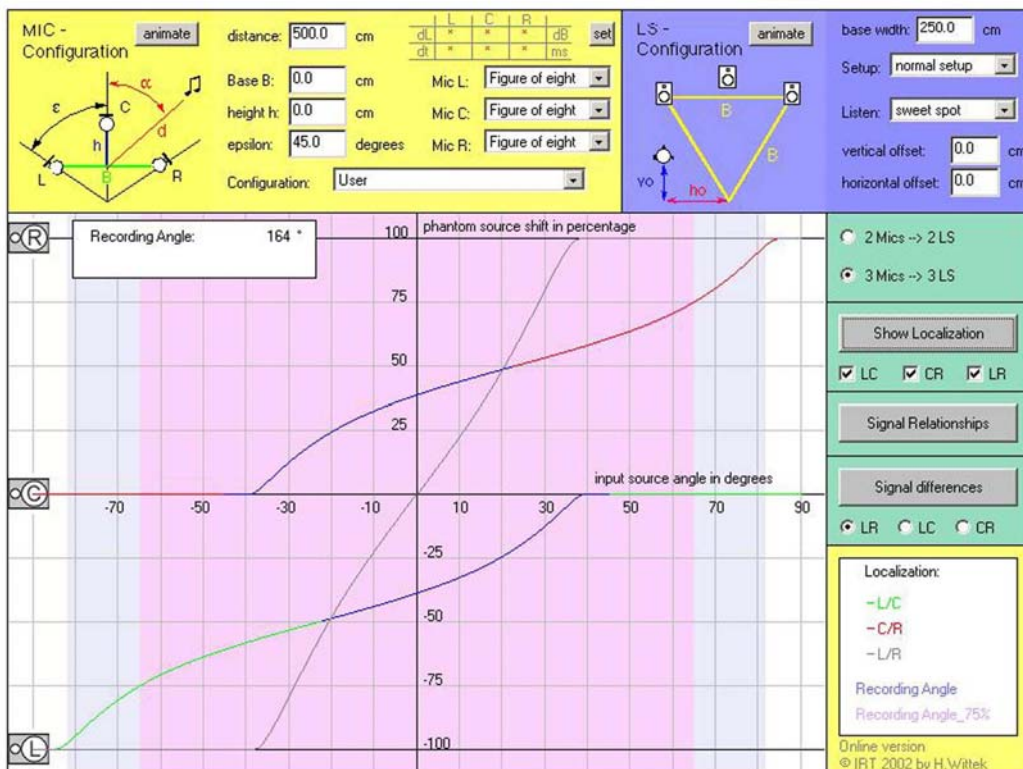 MIC -
Configuration
animate
distance: 500.0 cm
Base B: 0.0 cm
height h: 0.0 cm
epsilon: 45.0 degrees
Configuration: User
L C R
dL * * * dB
dt * * * ms
set
Mic L: Figure of eight
Mic C: Figure of eight
Mic R: Figure of eight
ε α C d h L B R
LS -
Configuration
animate
B
B
vo
ho
base width: 250.0 cm
Setup: normal setup
Listen: sweet spot
vertical offset: 0.0 cm
horizontal offset: 0.0 cm
R
Recording Angle: 164 °
100 phantom source shift in percentage
75
50
25
input source angle in degrees
C
-70 -50 -30 -10 10 30 50 70 90
-25
-50
-75
-100
L
2 Mics --> 2 LS
3 Mics --> 3 LS
Show Localization
LC CR LR
Signal Relationships
Signal differences
LR LC CR
Localization:
- L/C
- C/R
- L/R
Recording Angle
Recording Angle_75%
Online version
© IRT 2002 by H.Wittek